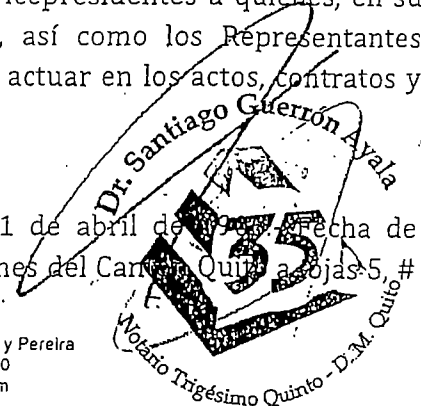 icepresidentes a quienes, en su
, así como los Representantes
actuar en los actos, contratos y
Dr. Santiago Guerrón Ayala
1 de abril de Fecha de
nes del Cantón Quito a fojas 5, #
35
y Pereira
0
m
Notario Trigésimo Quinto - D. M. Quito